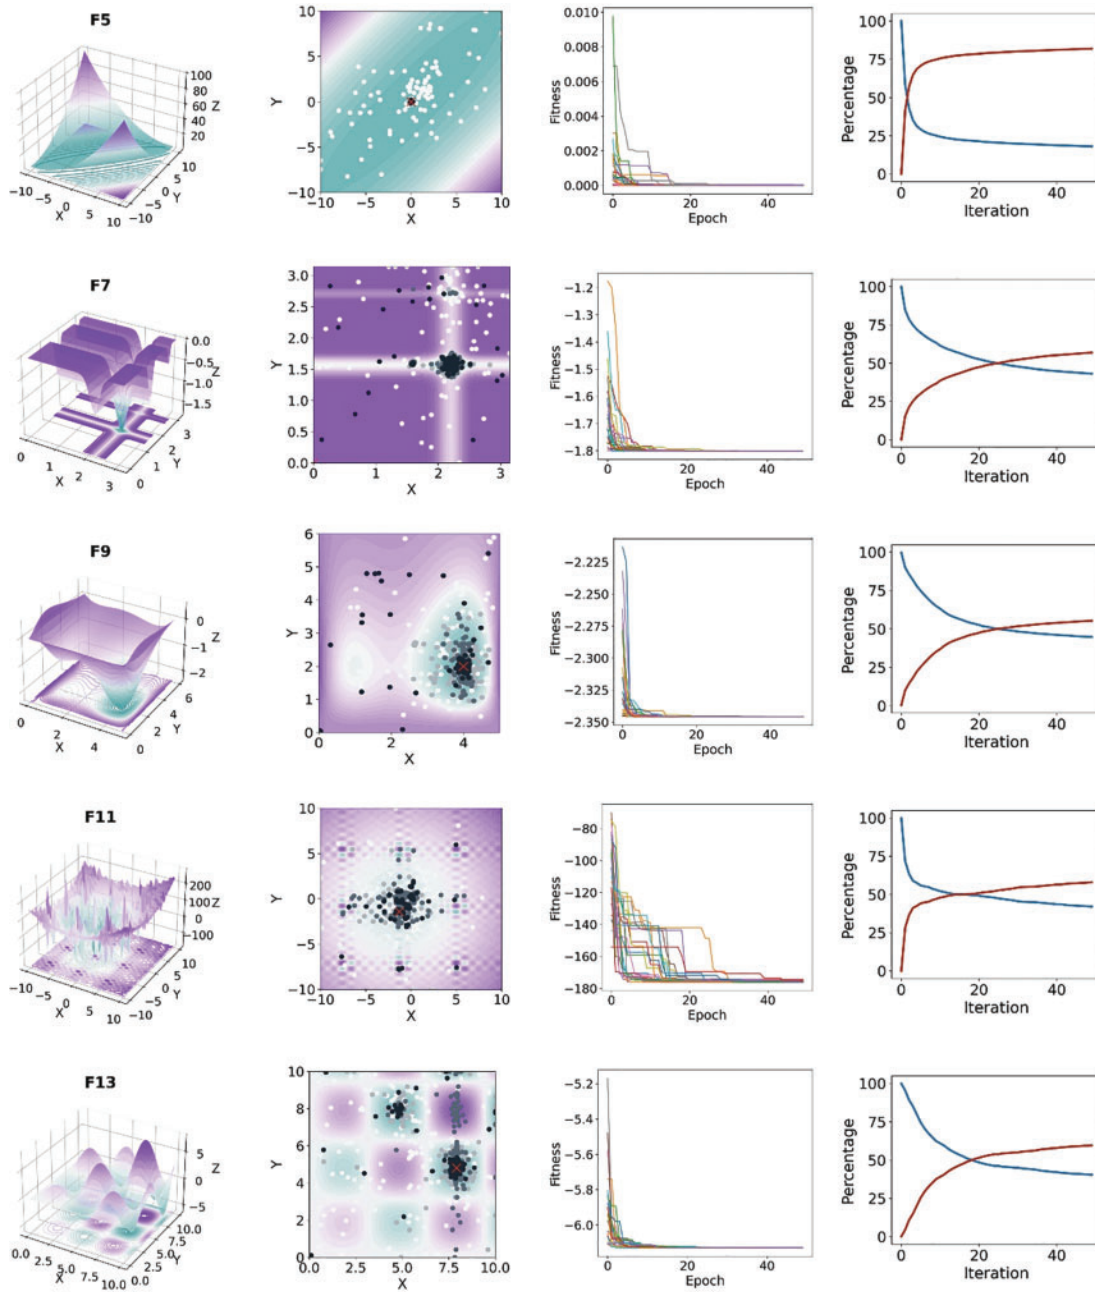 F5
100
80
60
40
20
Z
−10
−5
0
5
10
X
−10
−5
0
5
10
Y
10
5
0
−5
−10
Y
−10 −5 0 5 10
X
0.010
0.008
0.006
0.004
0.002
0.000
Fitness
0 20 40
Epoch
100
75
50
25
0
Percentage
0 20 40
Iteration
F7
0.0
−0.5
−1.0
−1.5
Z
0 1 2 3
X
0
1
2
3
Y
3.0
2.5
2.0
1.5
1.0
0.5
0.0
Y
0 1 2 3
X
−1.2
−1.3
−1.4
−1.5
−1.6
−1.7
−1.8
Fitness
0 20 40
Epoch
100
75
50
25
0
Percentage
0 20 40
Iteration
F9
0
−1
−2
Z
0 2 4
X
0
2
4
6
Y
6
5
4
3
2
1
0
Y
0 2 4
X
−2.225
−2.250
−2.275
−2.300
−2.325
−2.350
Fitness
0 20 40
Epoch
100
75
50
25
0
Percentage
0 20 40
Iteration
F11
200
100
0
−100
Z
−10
−5
0
5
10
X
−10
−5
0
5
10
Y
10
5
0
−5
−10
Y
−10 −5 0 5 10
X
−80
−100
−120
−140
−160
−180
Fitness
0 20 40
Epoch
100
75
50
25
0
Percentage
0 20 40
Iteration
F13
5
0
−5
Z
0.0
2.5
5.0
7.5
10.0
X
0.0
2.5
5.0
7.5
10.0
Y
10
8
6
4
2
0
Y
0.0 2.5 5.0 7.5 10.0
X
−5.2
−5.4
−5.6
−5.8
−6.0
Fitness
0 20 40
Epoch
100
75
50
25
0
Percentage
0 20 40
Iteration